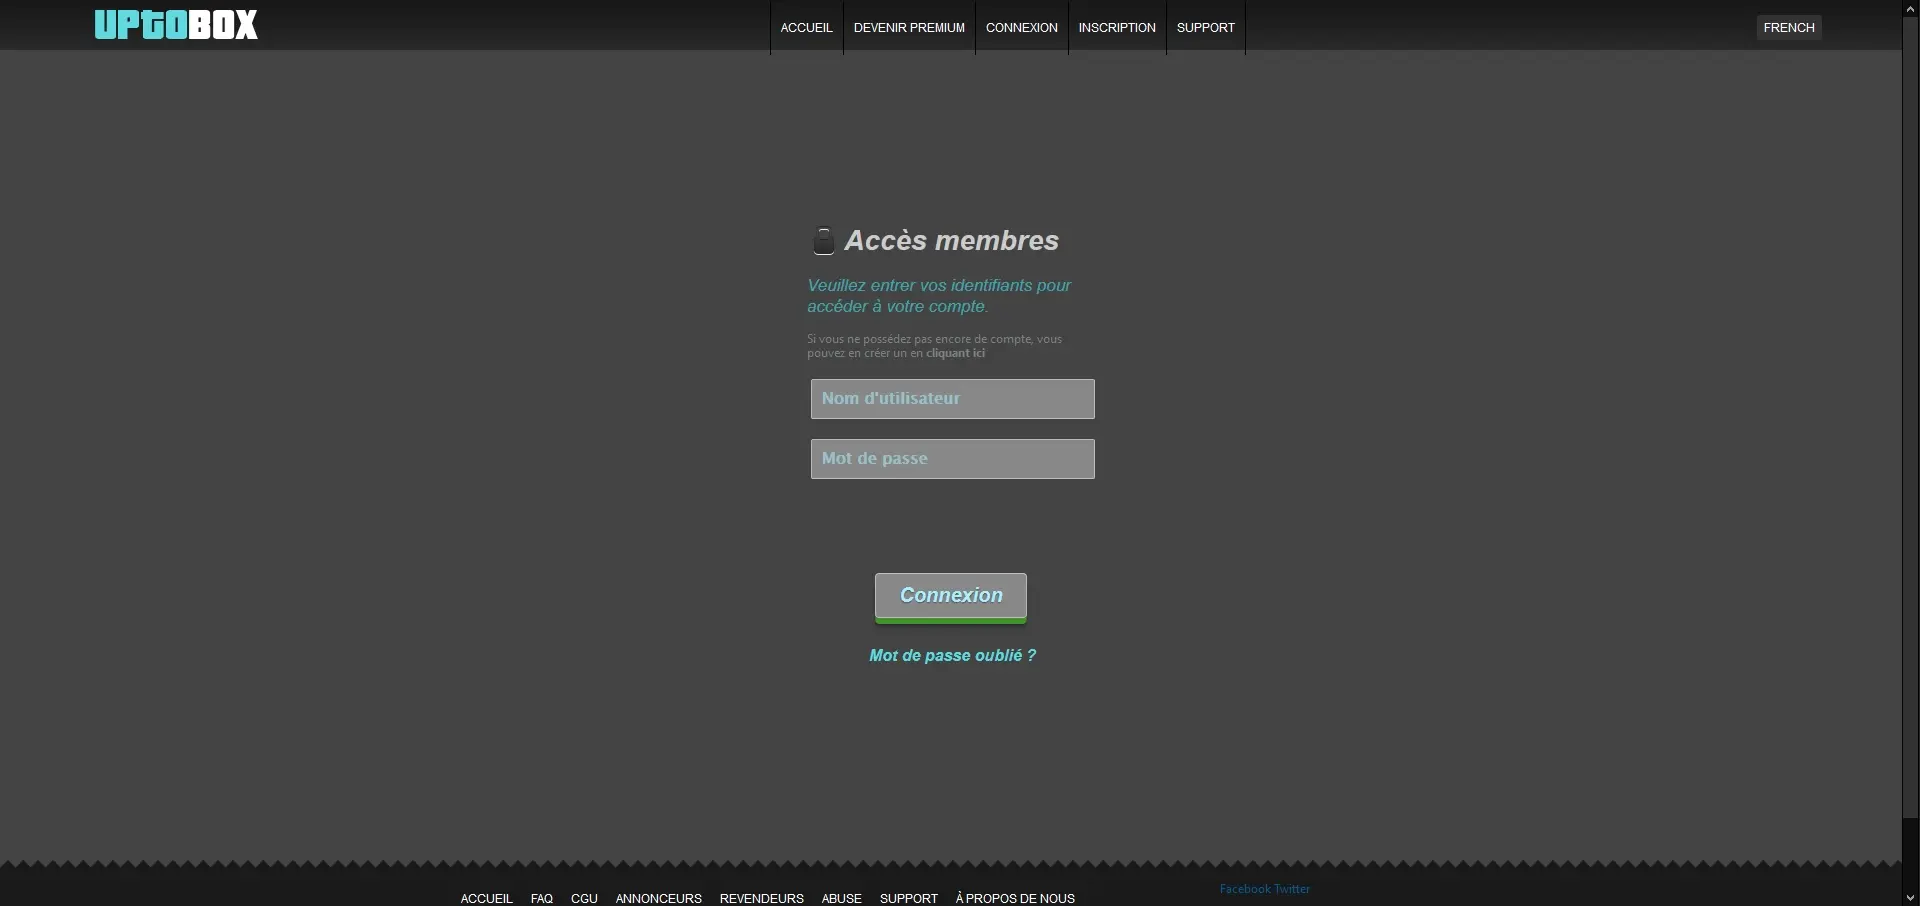 UPtoBOX
ACCUEIL
DEVENIR PREMIUM
CONNEXION
INSCRIPTION
SUPPORT
FRENCH
Accès membres
Veuillez entrer vos identifiants pour
accéder à votre compte.
Si vous ne possédez pas encore de compte, vous
pouvez en créer un en cliquant ici
Nom d'utilisateur
Mot de passe
Connexion
Mot de passe oublié ?
ACCUEIL
FAQ
CGU
ANNONCEURS
REVENDEURS
ABUSE
SUPPORT
À PROPOS DE NOUS
Facebook Twitter